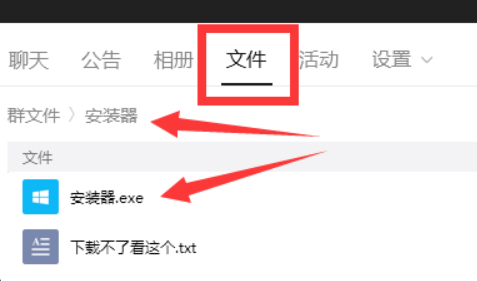 聊天 公告 相册 文件 活动 设置
群文件 〉安装器
文件
安装器.exe
下载不了看这个.txt